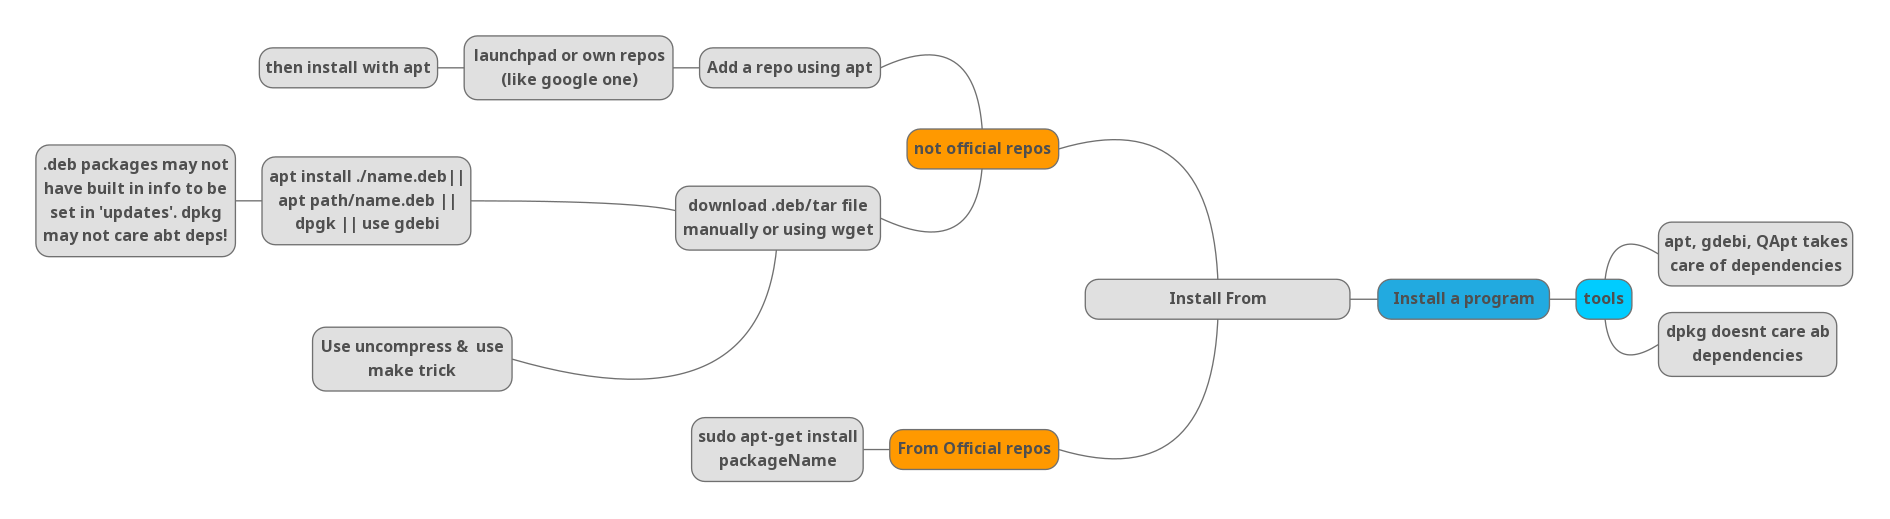 then install with apt
launchpad or own repos
(like google one)
Add a repo using apt
not official repos
.deb packages may not
have built in info to be
set in 'updates'. dpkg
may not care abt deps!
apt install ./name.deb||
apt path/name.deb ||
dpgk || use gdebi
download .deb/tar file
manually or using wget
Use uncompress &  use
make trick
Install From
Install a program
tools
apt, gdebi, QApt takes
care of dependencies
dpkg doesnt care ab
dependencies
sudo apt-get install
packageName
From Official repos